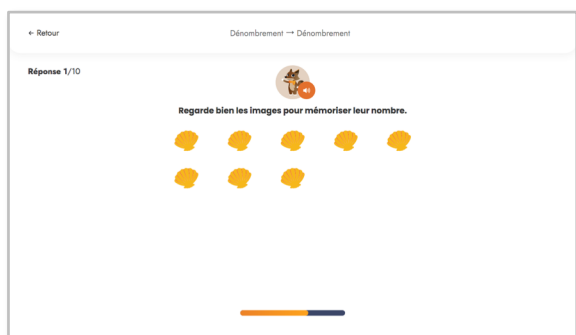 ← Retour
Dénombrement → Dénombrement
Réponse 1/10
Regarde bien les images pour mémoriser leur nombre.